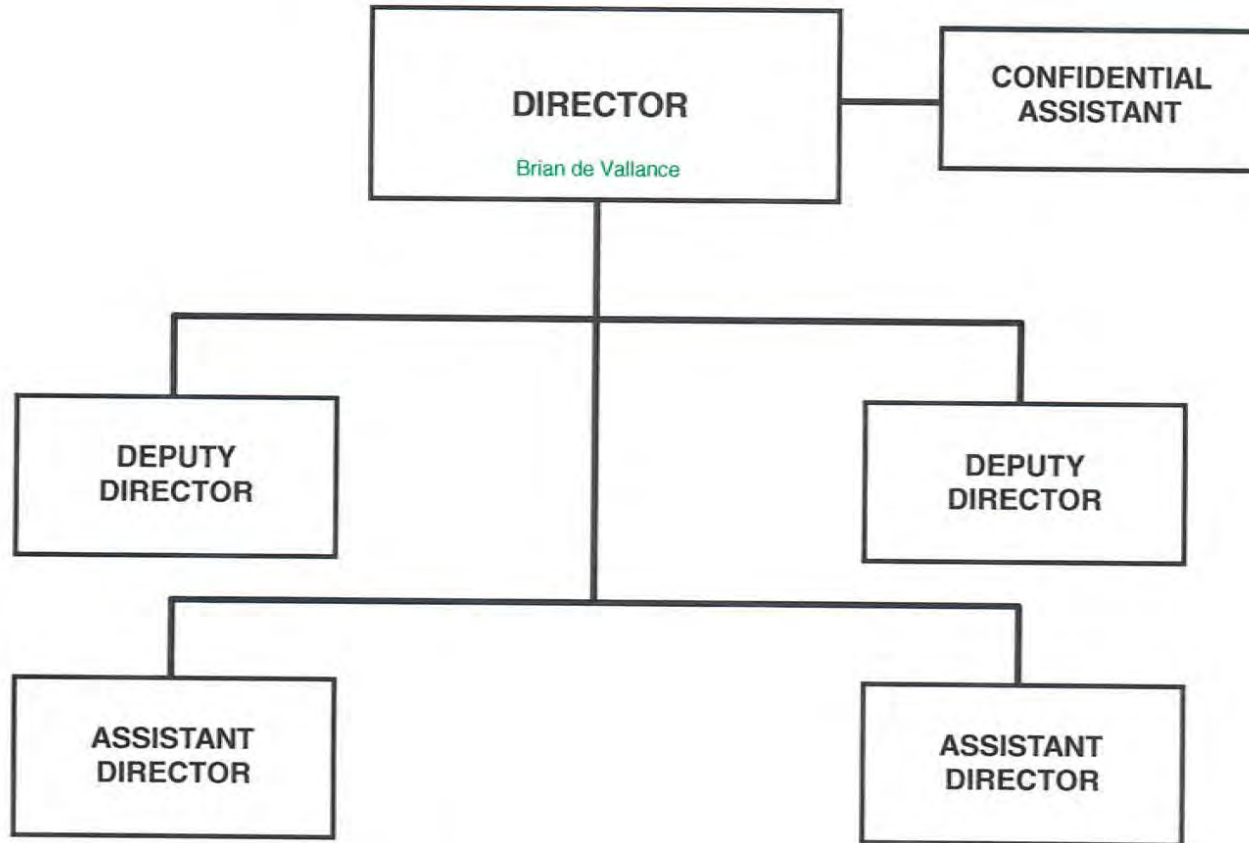 DIRECTOR
Brian de Vallance
CONFIDENTIAL
ASSISTANT
DEPUTY
DIRECTOR
DEPUTY
DIRECTOR
ASSISTANT
DIRECTOR
ASSISTANT
DIRECTOR